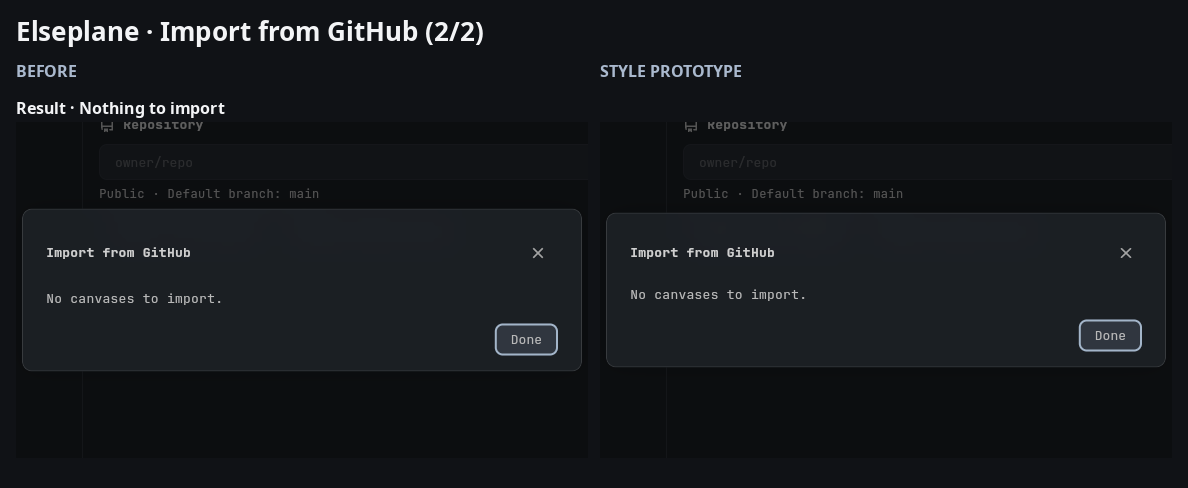 Elseplane · Import from GitHub (2/2)
BEFORE
STYLE PROTOTYPE
Result · Nothing to import
Repository
owner/repo
Public · Default branch: main
Import from GitHub
No canvases to import.
Done
Repository
owner/repo
Public · Default branch: main
Import from GitHub
No canvases to import.
Done